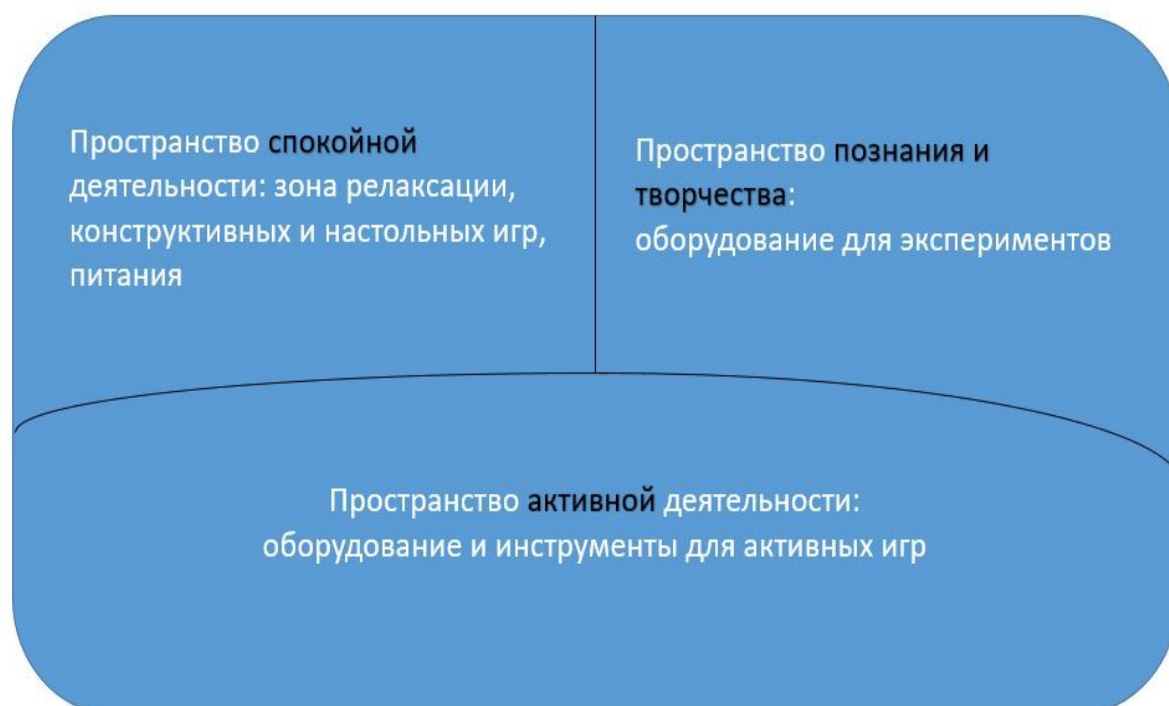 Пространство спокойной
деятельности: зона релаксации,
конструктивных и настольных игр,
питания
Пространство познания и
творчества:
оборудование для экспериментов
Пространство активной деятельности:
оборудование и инструменты для активных игр